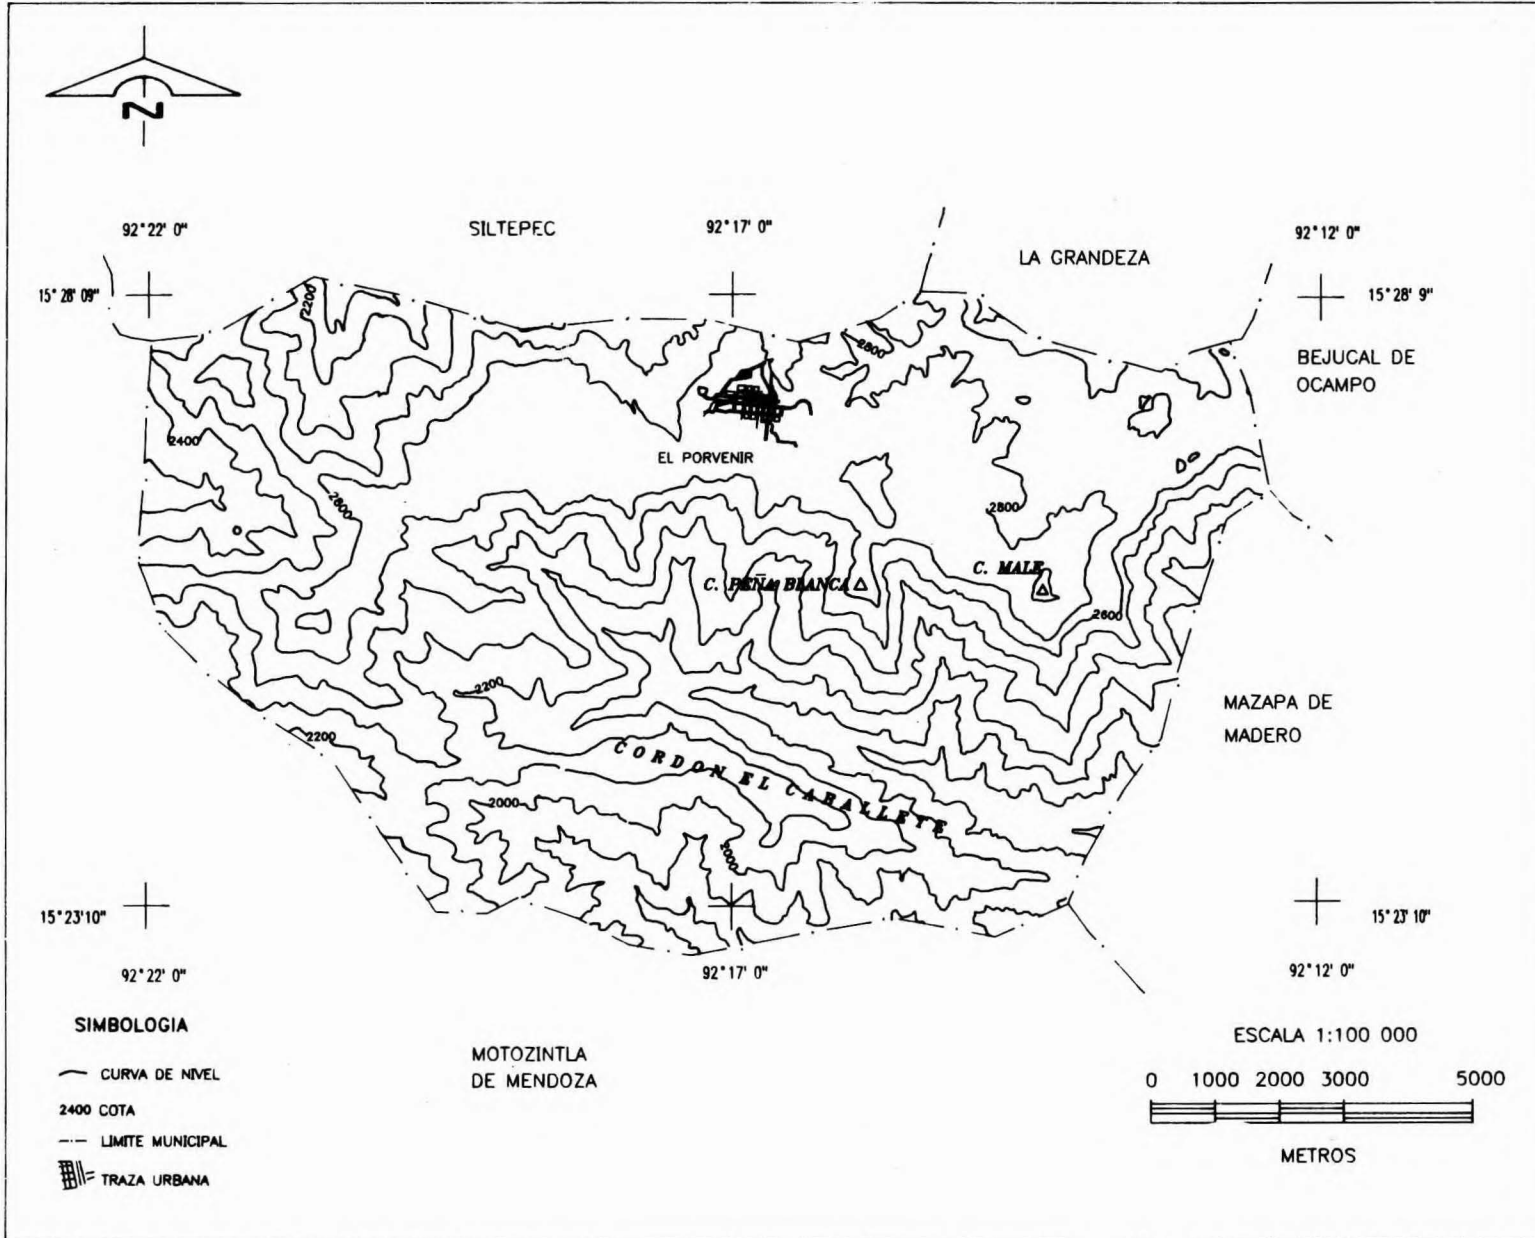 N
92°22' 0"
SILTEPEC
92°17' 0"
92°12' 0"
LA GRANDEZA
15°28' 09"
15°28' 9"
2200
2800
BEJUCAL DE
OCAMPO
2400
EL PORVENIR
2800
2800
C. MALE
C. PEÑA BLANCA
2600
2200
MAZAPA DE
MADERO
2200
CORDON EL CABALLETE
2000
2000
15°23'10"
15°23' 10"
92°22' 0"
92°17' 0"
92°12' 0"
SIMBOLOGIA
CURVA DE NIVEL
2400 COTA
LIMITE MUNICIPAL
TRAZA URBANA
MOTOZINTLA
DE MENDOZA
ESCALA 1:100 000
0 1000 2000 3000 5000
METROS